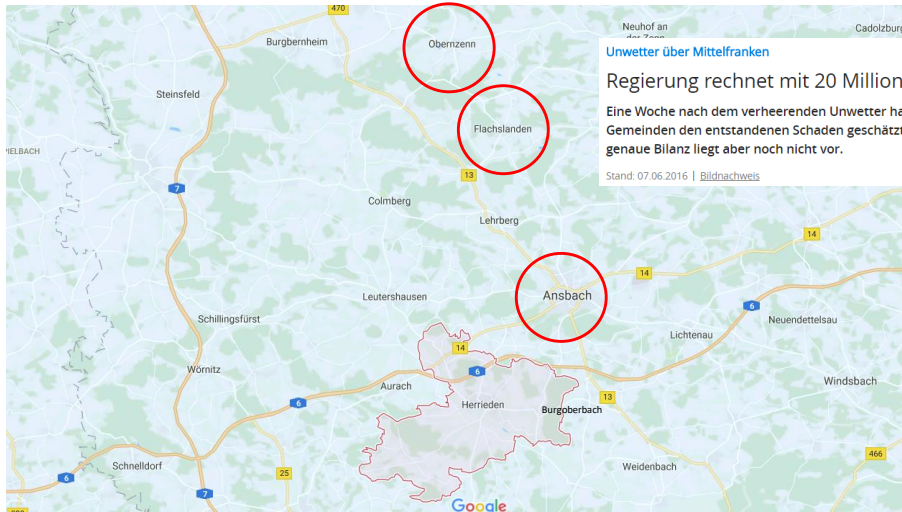 470
Burgbernheim
Obernzenn
Neuhof an
der Zenn
Cadolzburg
Unwetter über Mittelfranken
Regierung rechnet mit 20 Million
Eine Woche nach dem verheerenden Unwetter ha
Gemeinden den entstandenen Schaden geschätzt
genaue Bilanz liegt aber noch nicht vor.
Stand: 07.06.2016 | Bildnachweis
Steinsfeld
Flachslanden
PIELBACH
13
7
Colmberg
Lehrberg
14
14
Ansbach
Leutershausen
6
Schillingsfürst
Neuendettelsau
Lichtenau
14
Wörnitz
6
Aurach
Windsbach
6
13
Herrieden
Burgoberbach
466
Schnelldorf
Weidenbach
25
6
7
Google